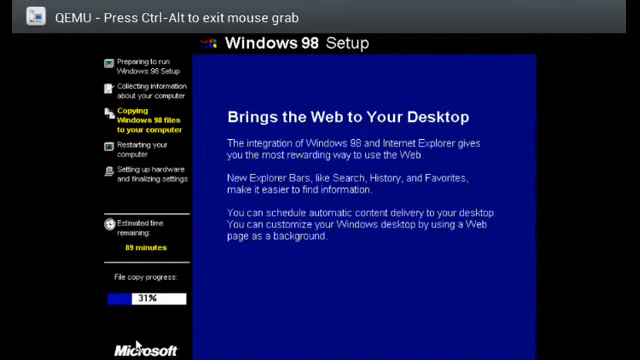 QEMU - Press Ctrl-Alt to exit mouse grab
Windows 98 Setup
Preparing to run
Windows 98 Setup
Collecting information
about your computer
Copying
Windows 98 files
to your computer
Restarting your
computer
Setting up hardware
and finalizing settings
Estimated time
remaining:
89 minutes
File copy progress:
31%
Microsoft
Brings the Web to Your Desktop
The integration of Windows 98 and Internet Explorer gives
you the most rewarding way to use the Web.
New Explorer Bars, like Search, History, and Favorites,
make it easier to find information.
You can schedule automatic content delivery to your desktop.
You can customize your Windows desktop by using a Web
page as a background.